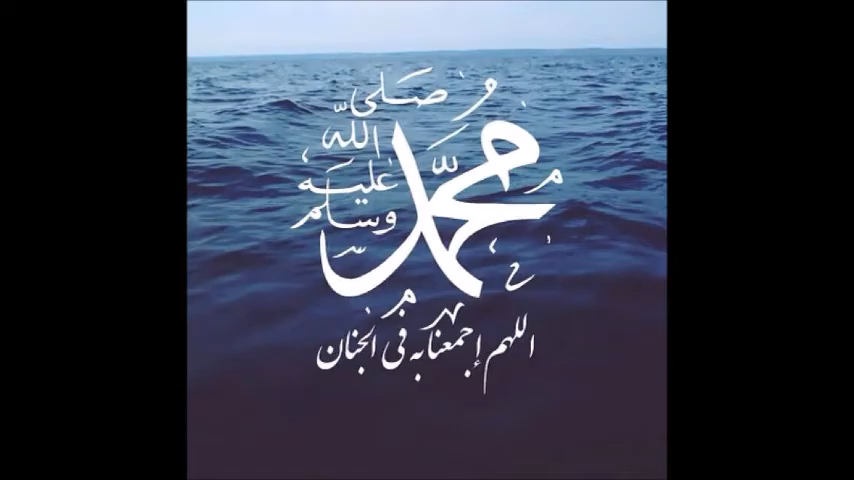 محمد
صلى
الله
عليه
وسلم
اللهم إجمعنا به في الجنان